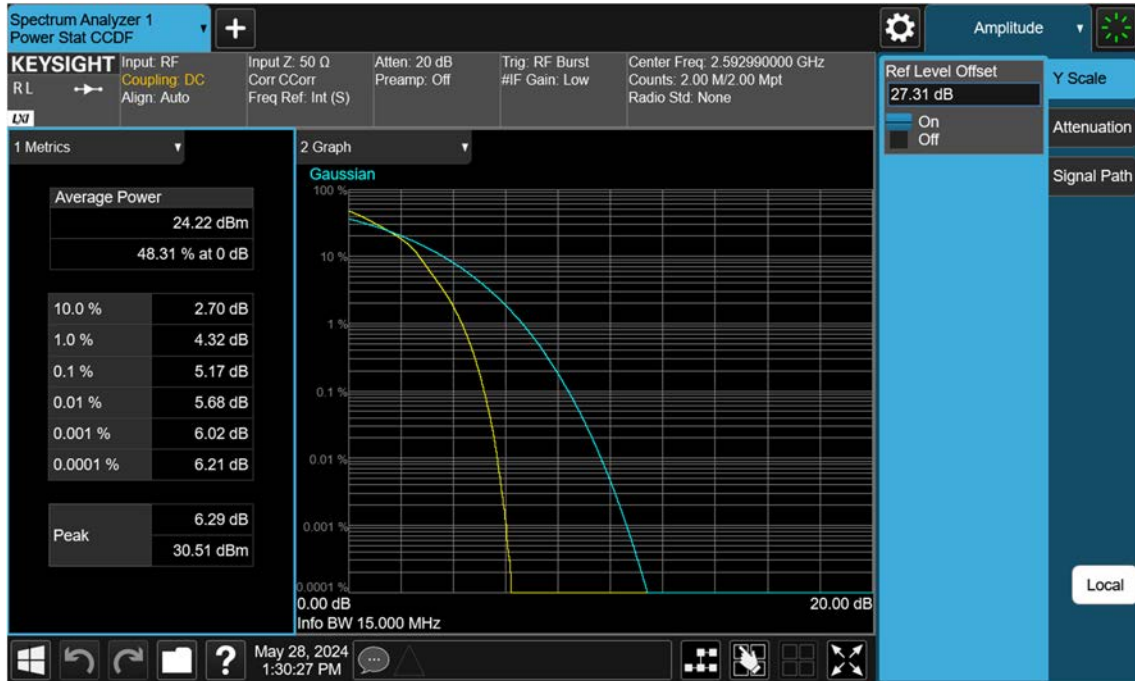 Spectrum Analyzer 1
Power Stat CCDF
Amplitude
KEYSIGHT
R L
LXI
Input: RF
Coupling: DC
Align: Auto
Input Z: 50 Ω
Corr CCorr
Freq Ref: Int (S)
Atten: 20 dB
Preamp: Off
Trig: RF Burst
#IF Gain: Low
Center Freq: 2.592990000 GHz
Counts: 2.00 M/2.00 Mpt
Radio Std: None
Ref Level Offset
27.31 dB
On
Off
Y Scale
Attenuation
Signal Path
1 Metrics
Average Power
24.22 dBm
48.31 % at 0 dB
10.0 % 2.70 dB
1.0 % 4.32 dB
0.1 % 5.17 dB
0.01 % 5.68 dB
0.001 % 6.02 dB
0.0001 % 6.21 dB
Peak
6.29 dB
30.51 dBm
2 Graph
Gaussian
100 %
10 %
1 %
0.1 %
0.01 %
0.001 %
0.0001 %
0.00 dB 20.00 dB
Info BW 15.000 MHz
Local
?
May 28, 2024
1:30:27 PM